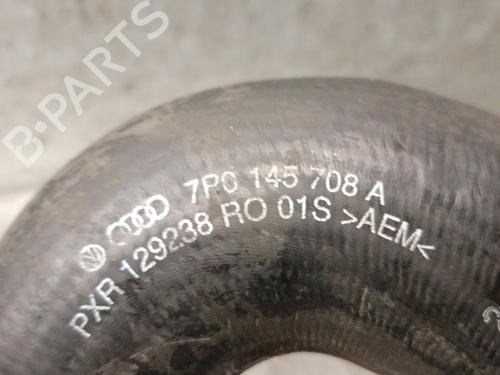 B-PARTS
7P0 145 708 A
PXR 129238 RO 01S >AEM<